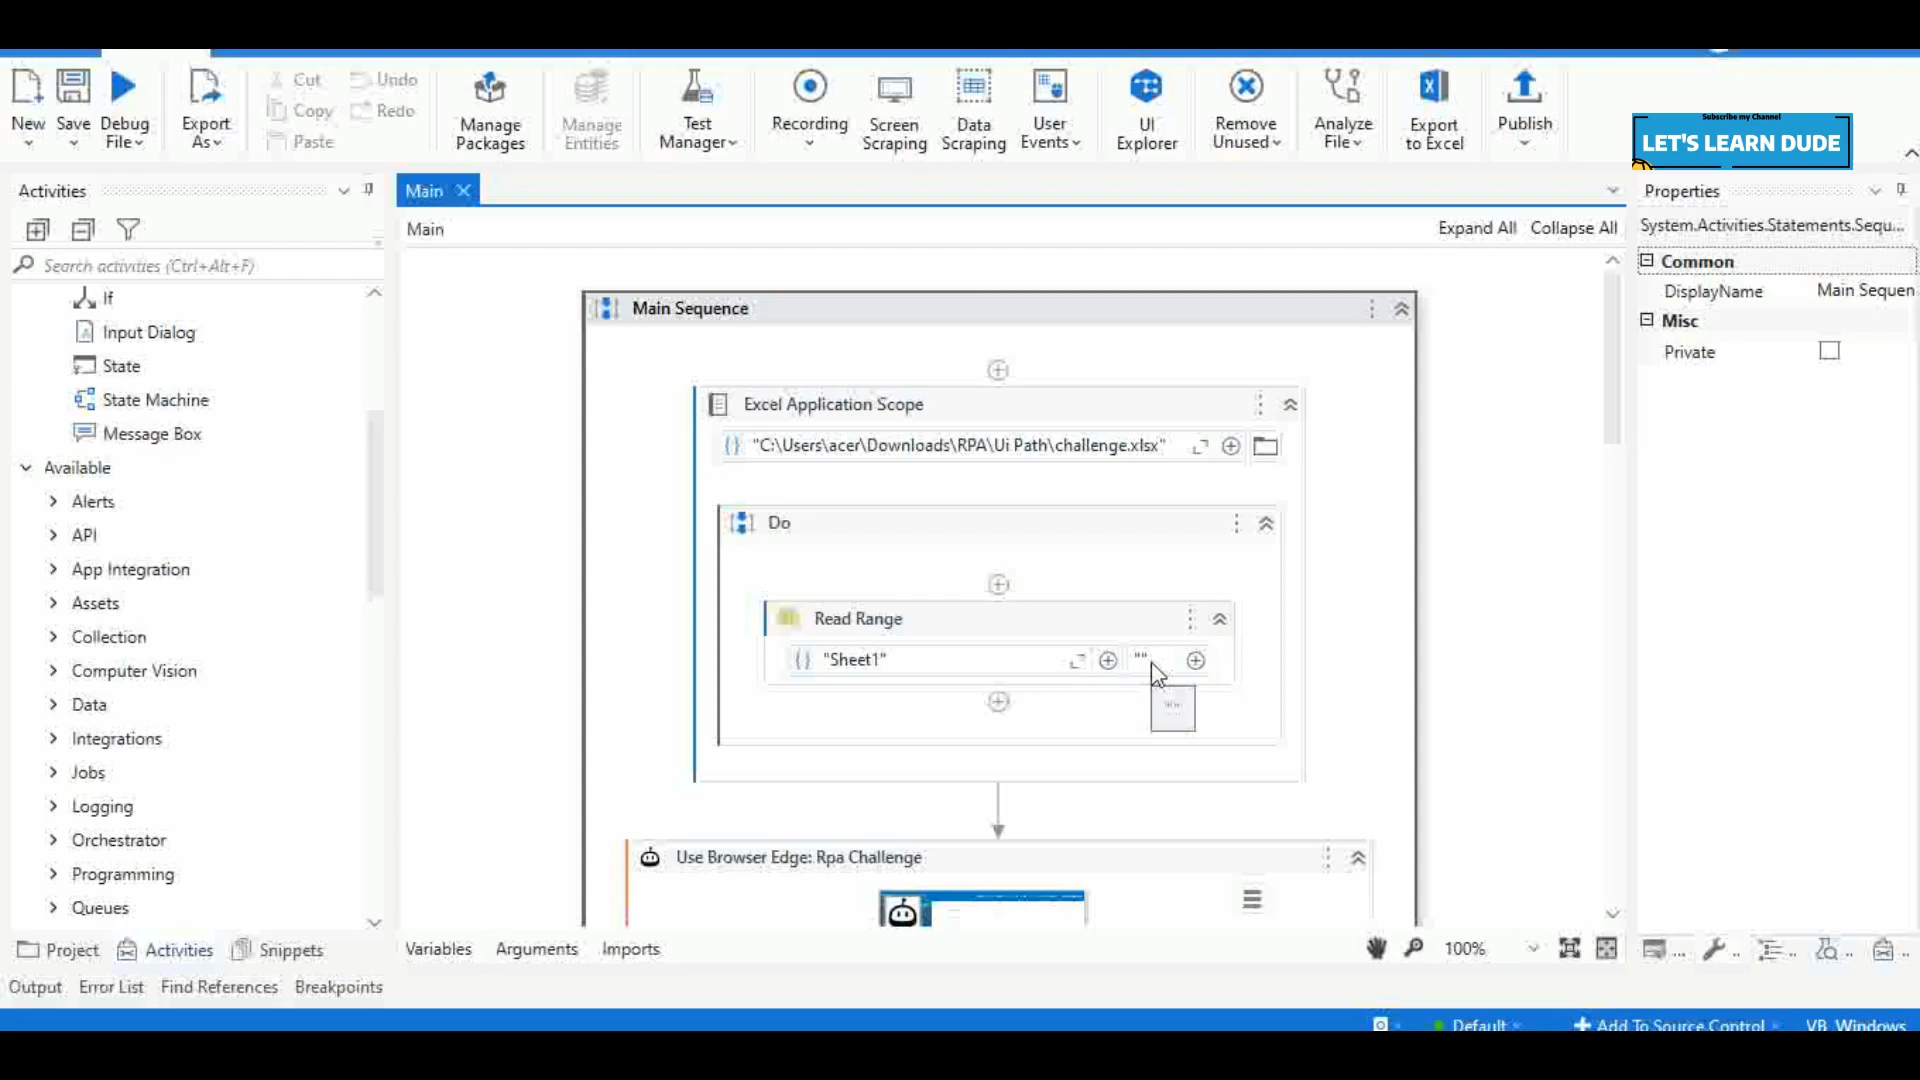 New
Save
Debug
File
Export
As
Cut
Copy
Paste
Undo
Redo
Manage
Packages
Manage
Entities
Test
Manager
Recording
Screen
Scraping
Data
Scraping
User
Events
UI
Explorer
Remove
Unused
Analyze
File
Export
to Excel
Publish
Subscribe my Channel
LET'S LEARN DUDE
Activities
Search activities (Ctrl+Alt+F)
If
Input Dialog
State
State Machine
Message Box
Available
Alerts
API
App Integration
Assets
Collection
Computer Vision
Data
Integrations
Jobs
Logging
Orchestrator
Programming
Queues
Project
Activities
Snippets
Main
Main
Expand All
Collapse All
Main Sequence
Excel Application Scope
"C:\Users\acer\Downloads\RPA\Ui Path\challenge.xlsx"
Do
Read Range
"Sheet1"
""
Use Browser Edge: Rpa Challenge
Variables
Arguments
Imports
100%
Properties
System.Activities.Statements.Sequ...
Common
DisplayName
Main Sequen
Misc
Private
Output
Error List
Find References
Breakpoints
Default
Add To Source Control
VB, Windows